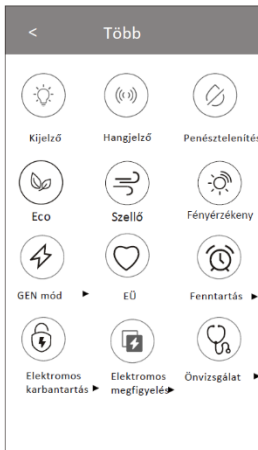 < Több
Kijelző Hangjelző Penésztelenítés
Eco Szellő Fényérzékeny
GEN mód ► EÜ Fenntartás ►
Elektromos Elektromos Önvizsgálat ►
karbantartás ► megfigyelés►